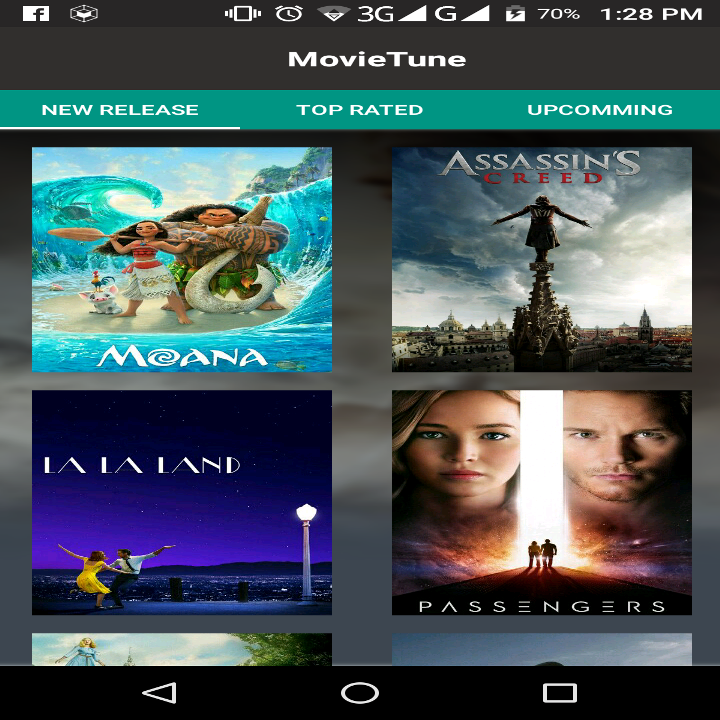 3G G 70% 1:28 PM
MovieTune
NEW RELEASE TOP RATED UPCOMMING
ASSASSIN'S
CREED
MOANA
LA LA LAND
PASSENGERS